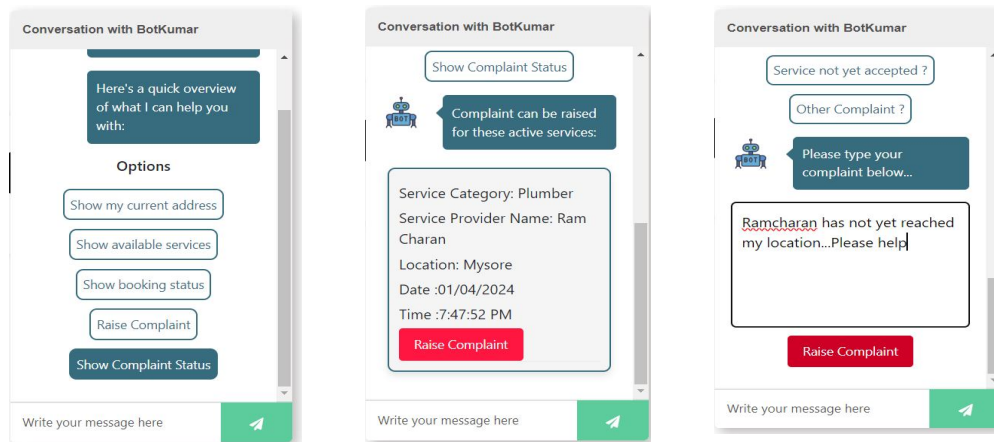 Conversation with BotKumar
Here's a quick overview
of what I can help you
with:
Options
Show my current address
Show available services
Show booking status
Raise Complaint
Show Complaint Status
Write your message here
Conversation with BotKumar
Show Complaint Status
BOT
Complaint can be raised
for these active services:
Service Category: Plumber
Service Provider Name: Ram
Charan
Location: Mysore
Date :01/04/2024
Time :7:47:52 PM
Raise Complaint
Write your message here
Conversation with BotKumar
Service not yet accepted ?
Other Complaint ?
BOT
Please type your
complaint below...
Ramcharan has not yet reached
my location...Please help
Raise Complaint
Write your message here